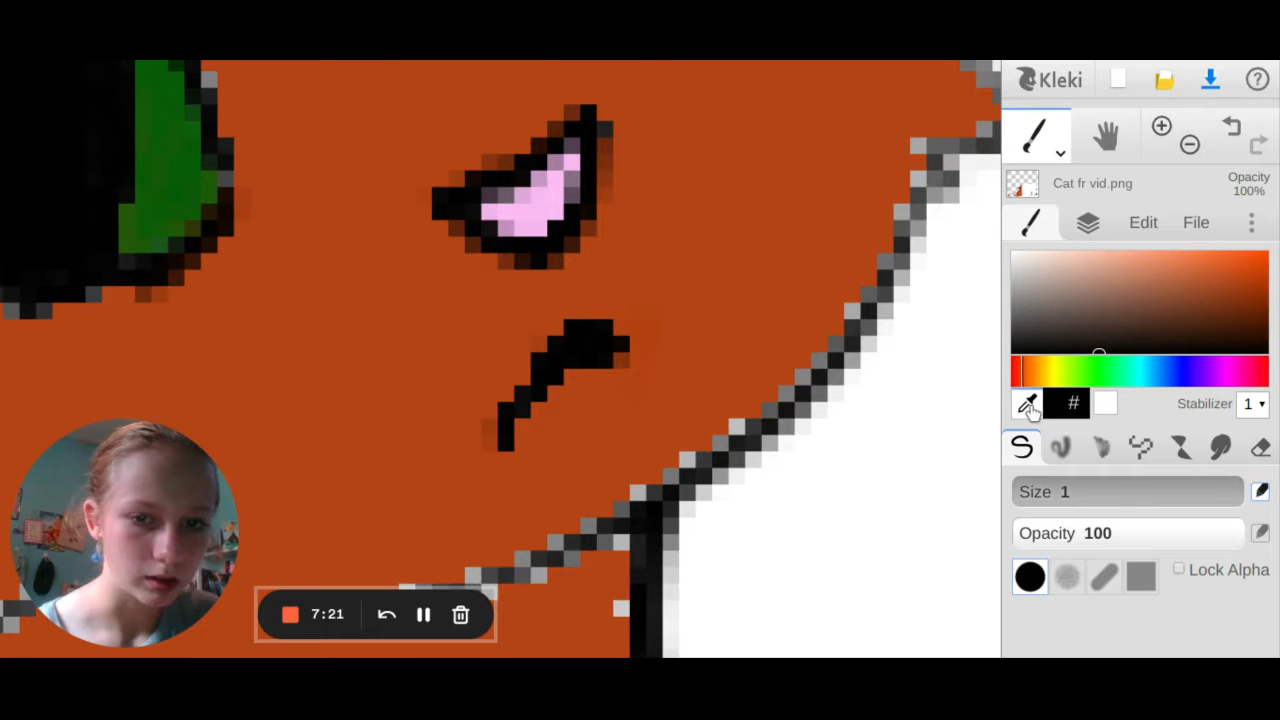 Kleki
?
Cat fr vid.png
Opacity
100%
Edit File
# Stabilizer 1
Size 1
Opacity 100
Lock Alpha
7:21